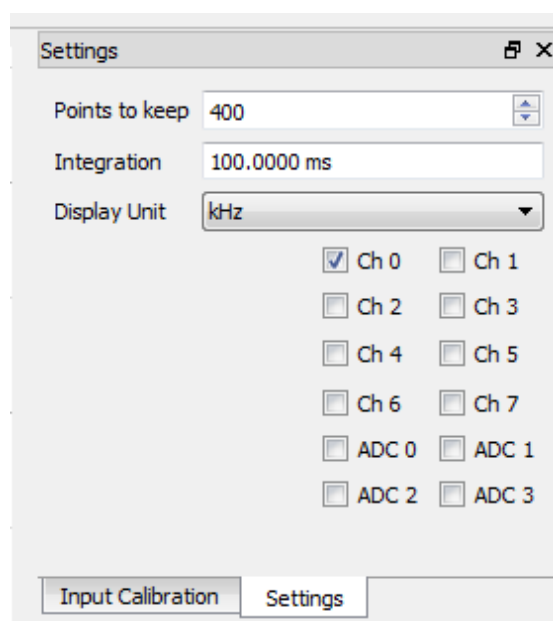 Settings
Points to keep 400
Integration 100.0000 ms
Display Unit kHz
Ch 0 Ch 1
Ch 2 Ch 3
Ch 4 Ch 5
Ch 6 Ch 7
ADC 0 ADC 1
ADC 2 ADC 3
Input Calibration Settings